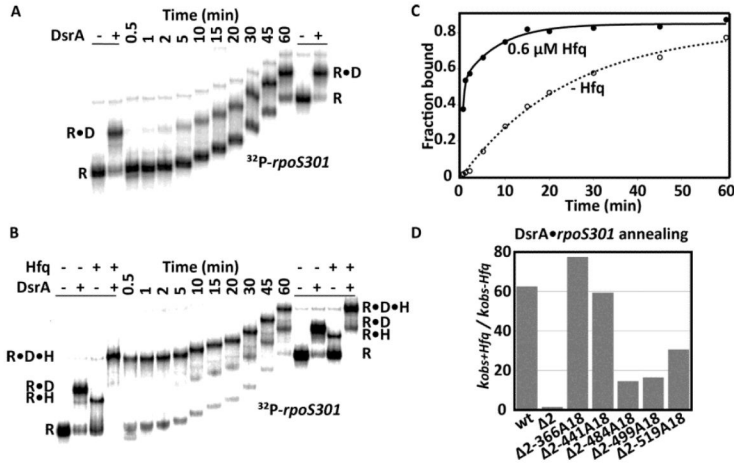 A
Time (min)
DsrA - + 0.5 1 2 5 10 15 20 30 45 60 - +
R•D
R
R•D
R
32P-rpoS301
B
Hfq - - + + Time (min) - - + +
DsrA - + - + 0.5 1 2 5 10 15 20 30 45 60 - + - +
R•D•H
R•D
R•H
R
R•D•H
R•D
R•H
R
32P-rpoS301
C
Fraction bound
0.8
0.6
0.4
0.2
0
0 10 20 30 40 50 60
Time (min)
0.6 μM Hfq
- Hfq
D
DsrA•rpoS301 annealing
kobs+Hfq / kobs-Hfq
80
60
40
20
0
wt
Δ2
Δ2-366A18
Δ2-441A18
Δ2-484A18
Δ2-499A18
Δ2-519A18